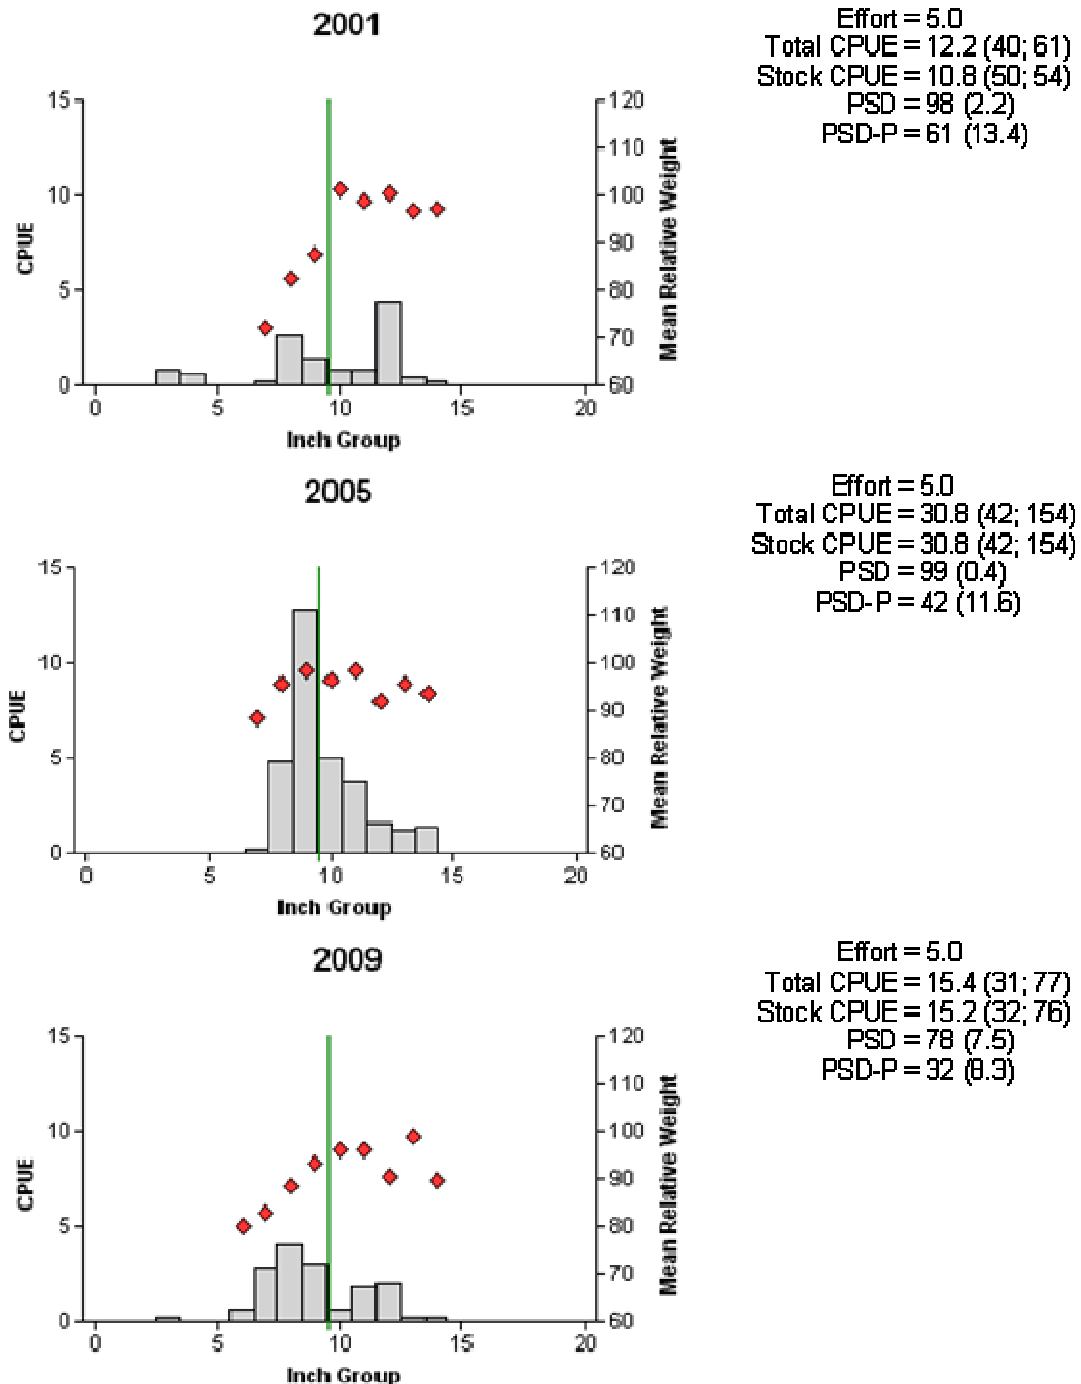 2001
Effort = 5.0
Total CPUE = 12.2 (40; 61)
Stock CPUE = 10.8 (50; 54)
PSD = 98 (2.2)
PSD-P = 61 (13.4)
15
10
5
0
CPUE
120
110
100
90
80
70
60
Mean Relative Weight
0 5 10 15 20
Inch Group
2005
Effort = 5.0
Total CPUE = 30.8 (42; 154)
Stock CPUE = 30.8 (42; 154)
PSD = 99 (0.4)
PSD-P = 42 (11.6)
15
10
5
0
CPUE
120
110
100
90
80
70
60
Mean Relative Weight
0 5 10 15 20
Inch Group
2009
Effort = 5.0
Total CPUE = 15.4 (31; 77)
Stock CPUE = 15.2 (32; 76)
PSD = 78 (7.5)
PSD-P = 32 (8.3)
15
10
5
0
CPUE
120
110
100
90
80
70
60
Mean Relative Weight
0 5 10 15 20
Inch Group